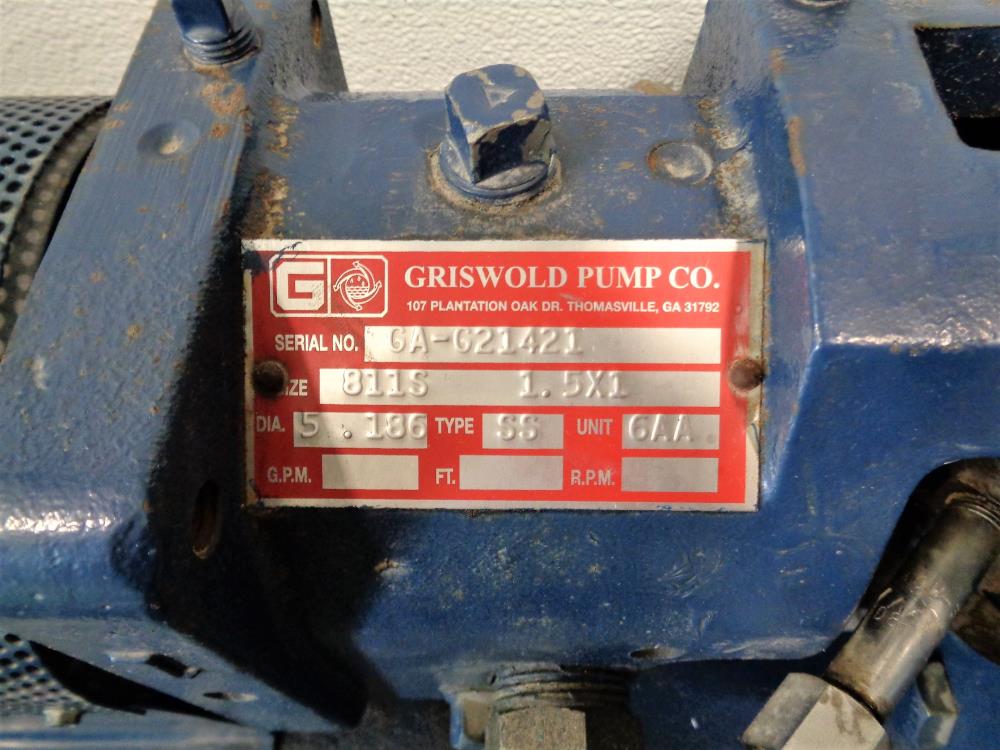 G GRISWOLD PUMP CO.
107 PLANTATION OAK DR. THOMASVILLE, GA 31792
SERIAL NO. GA-G21421
811S 1.5X1
DIA. 5.186 TYPE SS UNIT 6AA
G.P.M. FT. R.P.M.